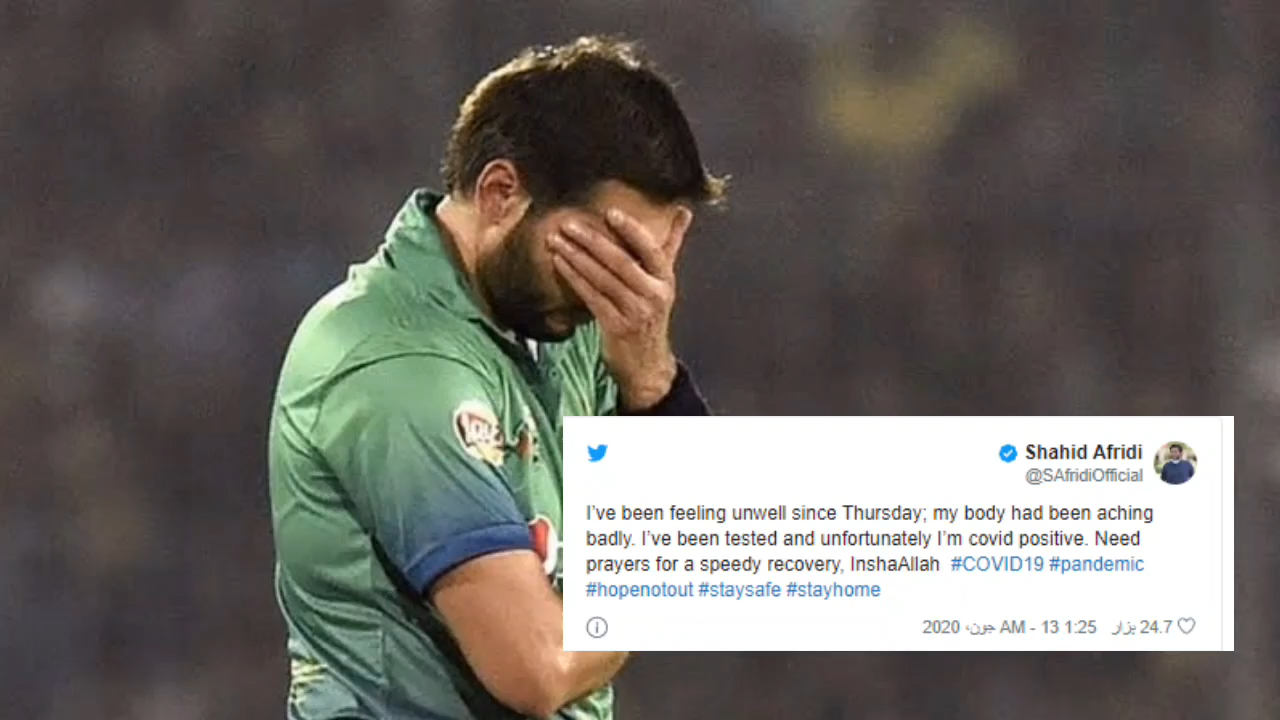 Shahid Afridi
@SAfridiOfficial
I've been feeling unwell since Thursday; my body had been aching
badly. I've been tested and unfortunately I'm covid positive. Need
prayers for a speedy recovery, InshaAllah #COVID19 #pandemic
#hopenotout #staysafe #stayhome
24.7 ہزار 1:25 AM - 13 جون، 2020